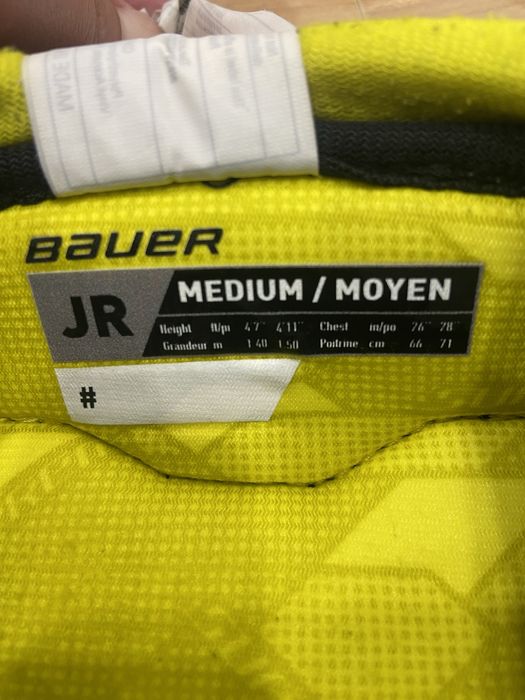 MADE
BAUER
JR
MEDIUM / MOYEN
Height ft/pi 4'7" 4'11" Chest in/po 26" 28"
Grandeur m 1.40 1.50 Poitrine cm 66 71
#